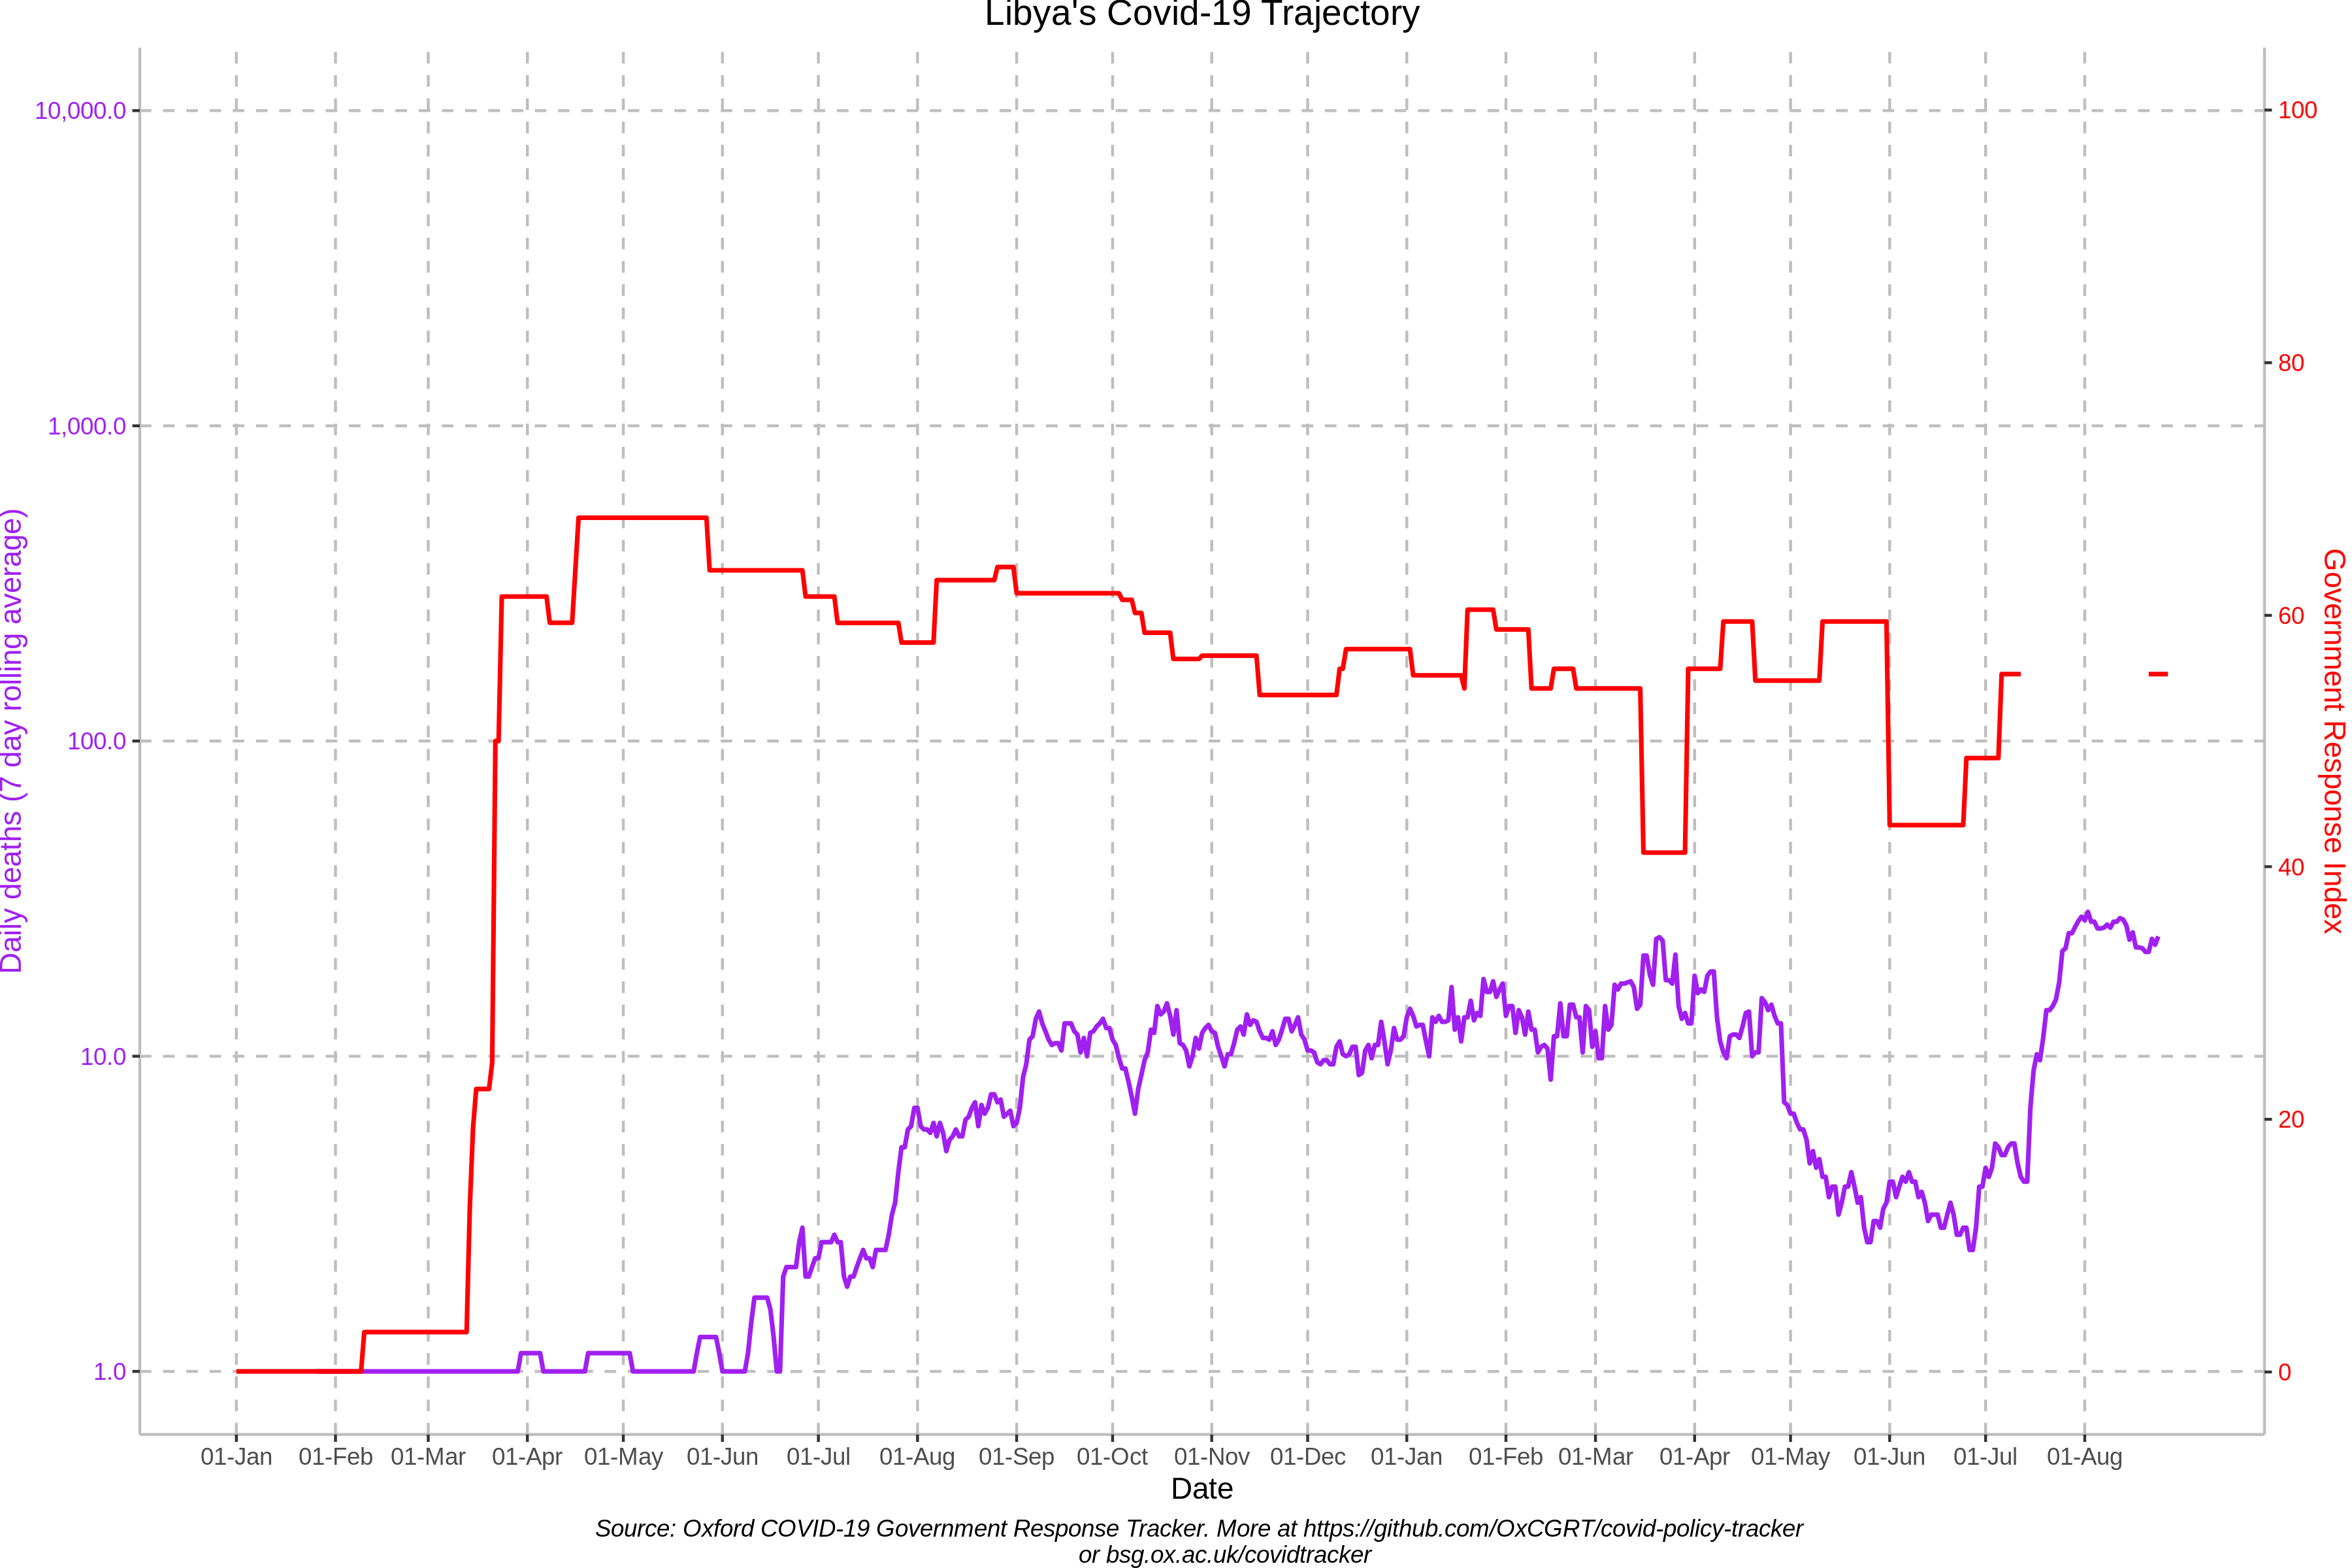 Libya's Covid-19 Trajectory
10,000.0
1,000.0
100.0
10.0
1.0
Daily deaths (7 day rolling average)
100
80
60
40
20
0
Government Response Index
01-Jan 01-Feb 01-Mar 01-Apr 01-May 01-Jun 01-Jul 01-Aug 01-Sep 01-Oct 01-Nov 01-Dec 01-Jan 01-Feb 01-Mar 01-Apr 01-May 01-Jun 01-Jul 01-Aug
Date
Source: Oxford COVID-19 Government Response Tracker. More at https://github.com/OxCGRT/covid-policy-tracker
or bsg.ox.ac.uk/covidtracker